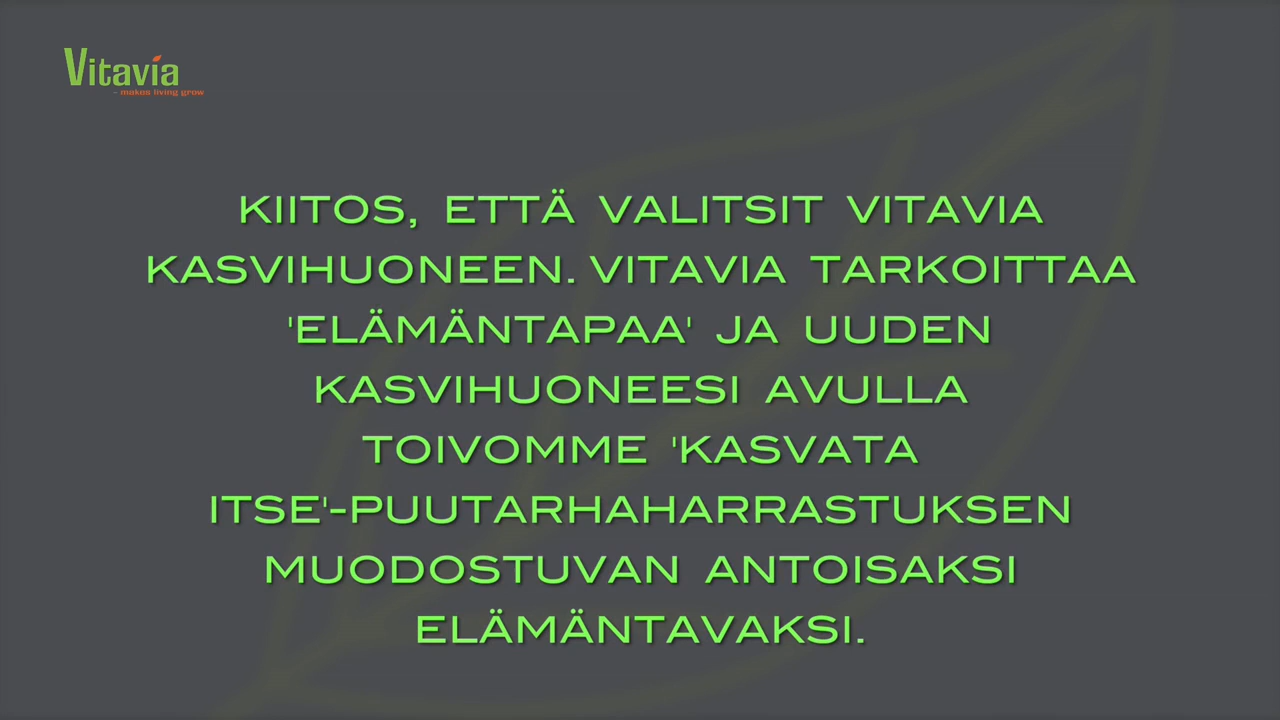 Vitavia
- makes living grow
KIITOS, ETTÄ VALITSIT VITAVIA
KASVIHUONEEN. VITAVIA TARKOITTAA
'ELÄMÄNTAPAA' JA UUDEN
KASVIHUONEESI AVULLA
TOIVOMME 'KASVATA
ITSE'-PUUTARHAHARRASTUKSEN
MUODOSTUVAN ANTOISAKSI
ELÄMÄNTAVAKSI.